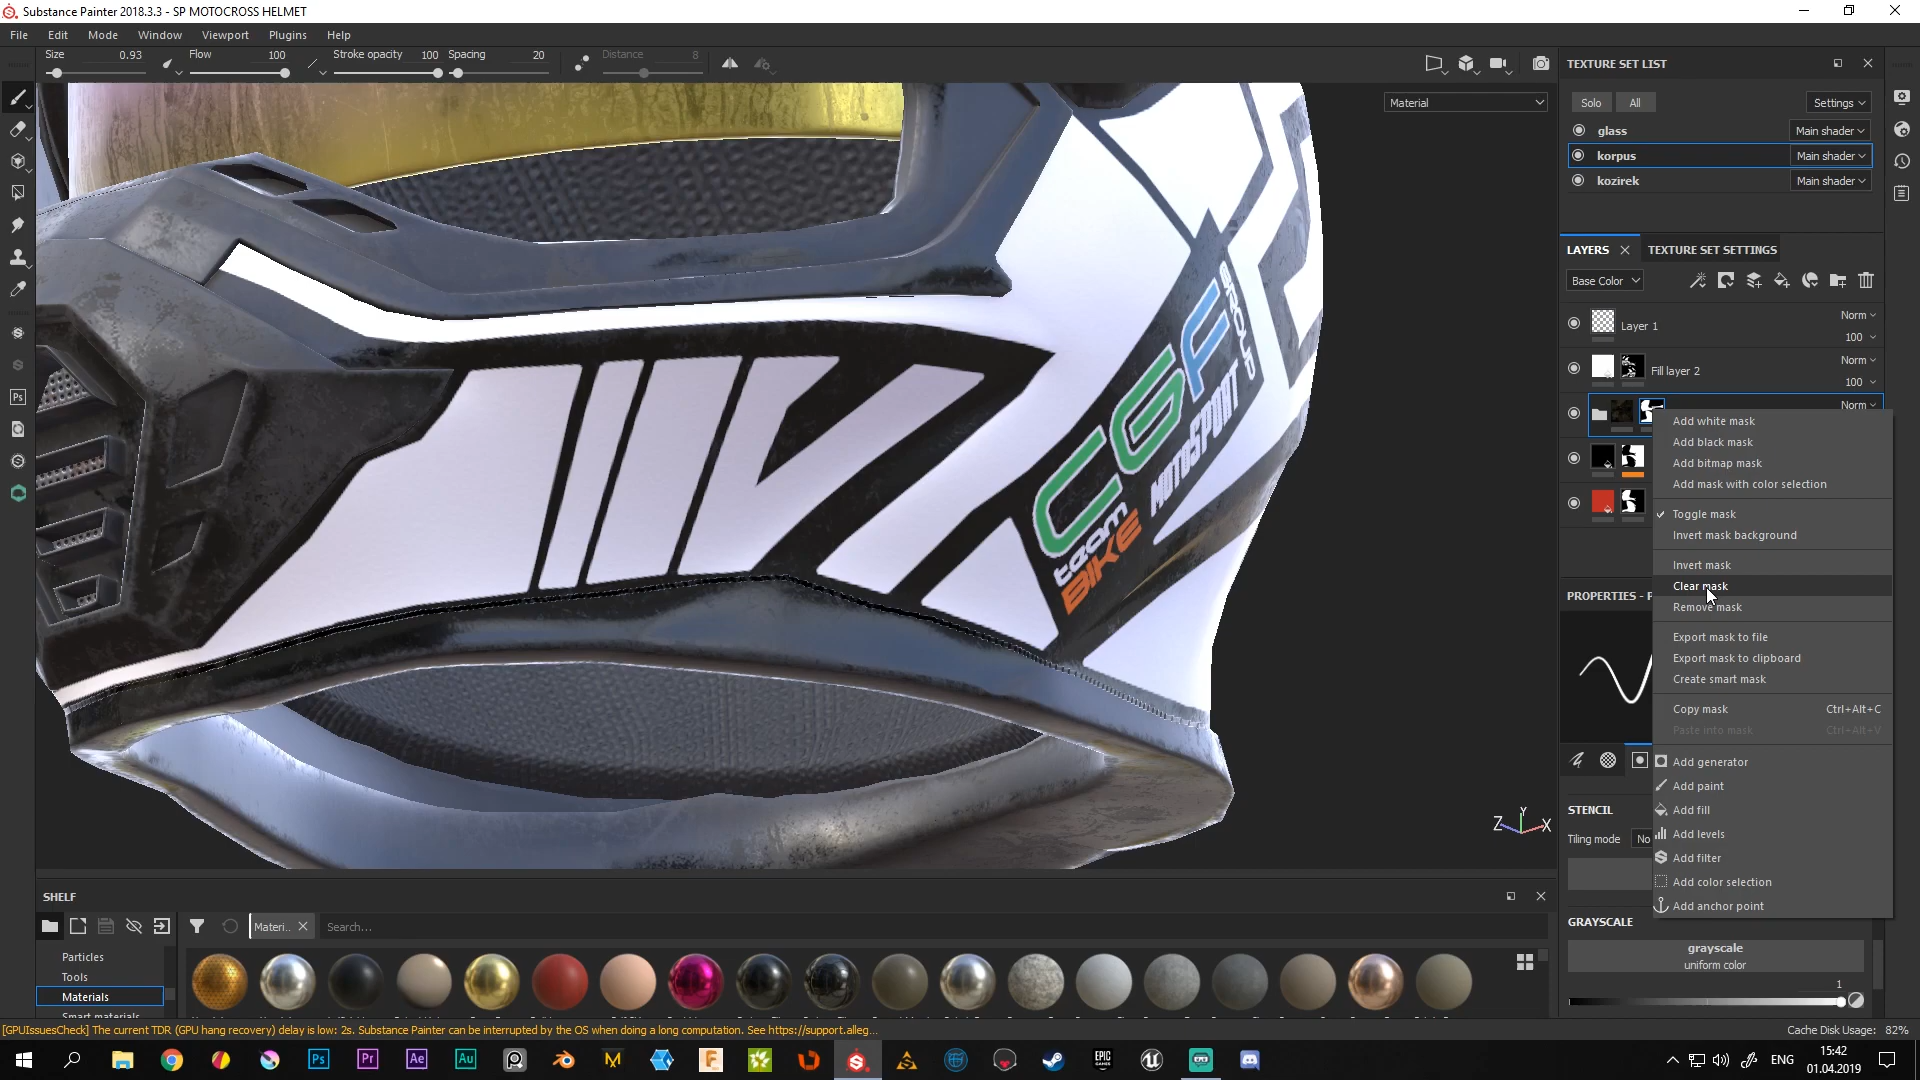 Substance Painter 2018.3.3 - SP MOTOCROSS HELMET
File Edit Mode Window Viewport Plugins Help
Size 0.93 Flow 100 Stroke opacity 100 Spacing 20 Distance 8
Material
TEXTURE SET LIST
Solo All Settings
glass Main shader
korpus Main shader
kozirek Main shader
LAYERS TEXTURE SET SETTINGS
Base Color
Layer 1 Norm 100
Fill layer 2 Norm 100
Norm
Add white mask
Add black mask
Add bitmap mask
Add mask with color selection
Toggle mask
Invert mask background
Invert mask
Clear mask
Remove mask
Export mask to file
Export mask to clipboard
Create smart mask
Copy mask Ctrl+Alt+C
Paste into mask Ctrl+Alt+V
Add generator
Add paint
Add fill
Add levels
Add filter
Add color selection
Add anchor point
PROPERTIES - P
STENCIL
Tiling mode No
GRAYSCALE
grayscale
uniform color
1
CGF
GROUP
MOTOSPORT
team
BIKE
Z Y X
SHELF
Materi.. Search...
Particles
Tools
Materials
Smart materials
[GPUIssuesCheck] The current TDR (GPU hang recovery) delay is low: 2s. Substance Painter can be interrupted by the OS when doing a long computation. See https://support.alleg...
Cache Disk Usage: 82%
Ps
Ps Pr Ae Au
EPIC GAMES
ENG
15:42
01.04.2019